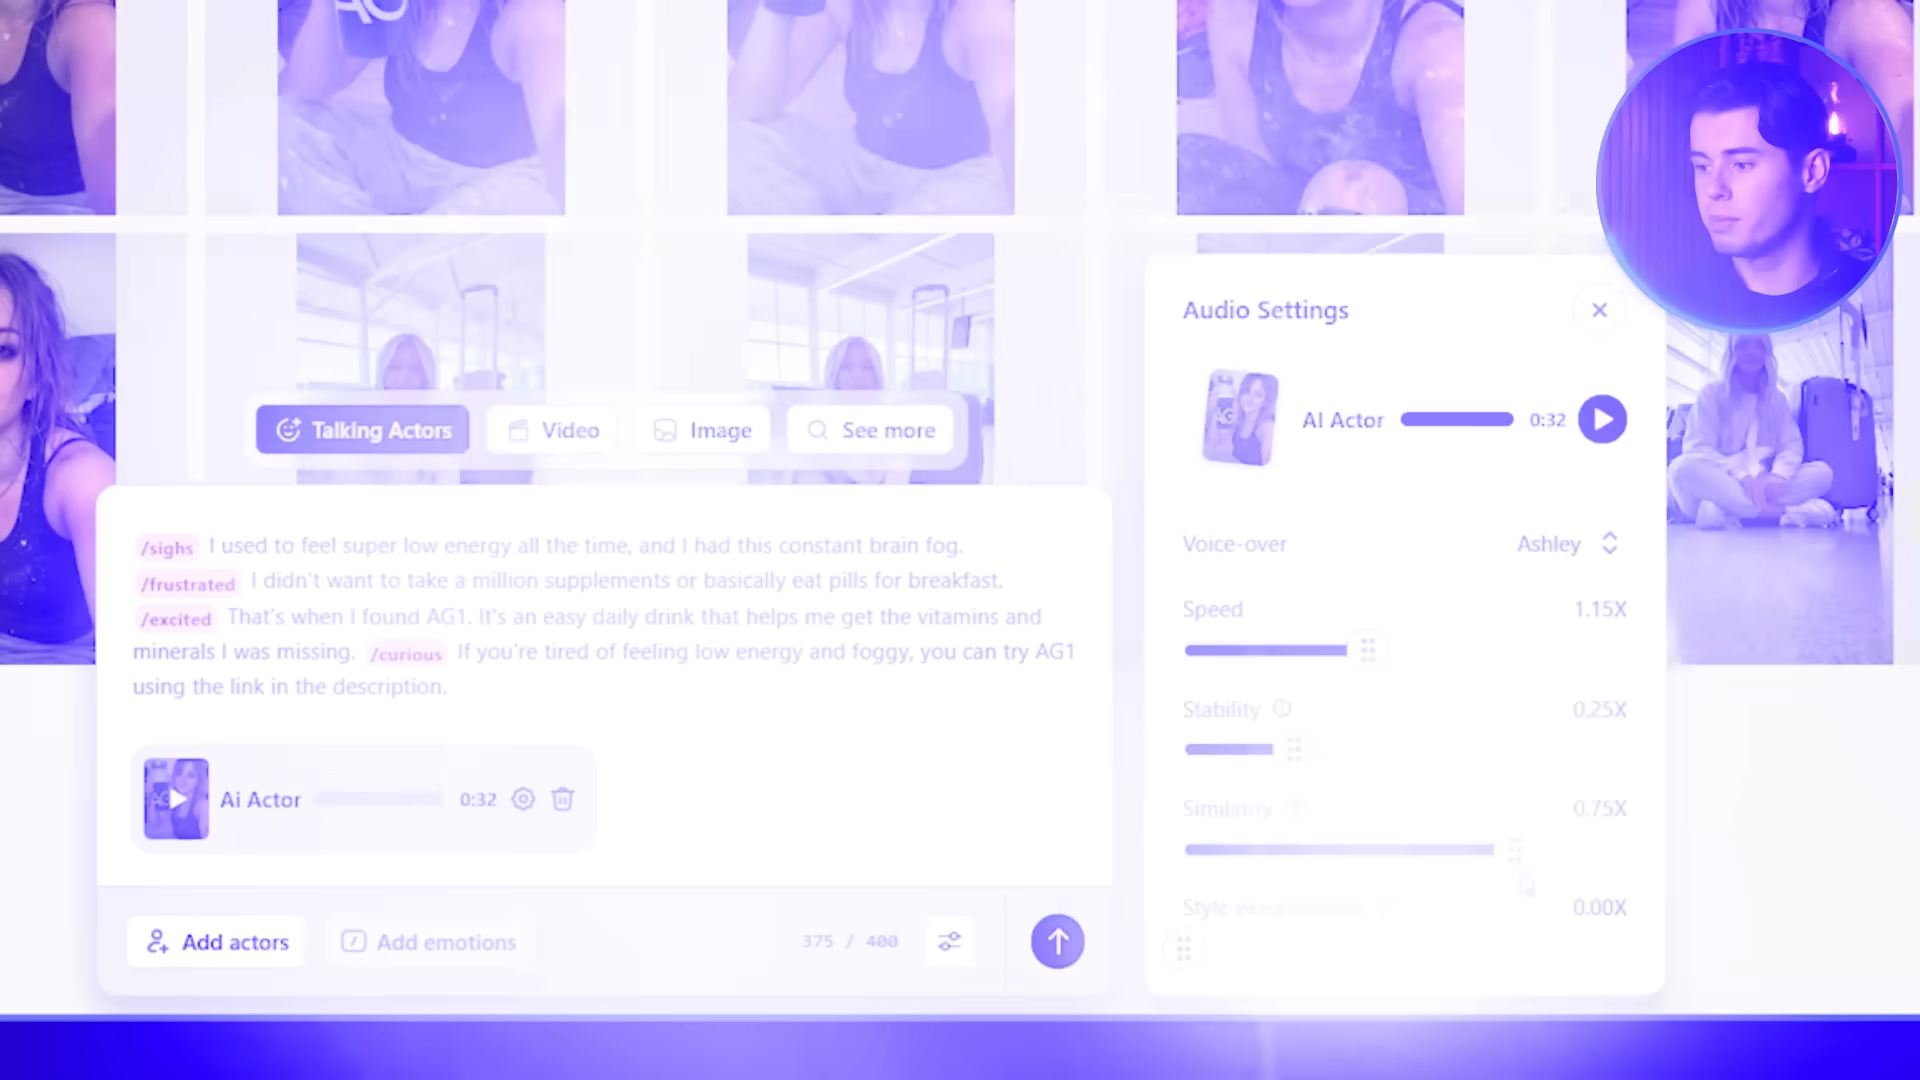 AG
Audio Settings
AG
AI Actor
0:32
Talking Actors
Video
Image
See more
/sighs I used to feel super low energy all the time, and I had this constant brain fog.
/frustrated I didn't want to take a million supplements or basically eat pills for breakfast.
/excited That's when I found AG1. It's an easy daily drink that helps me get the vitamins and
minerals I was missing. /curious If you're tired of feeling low energy and foggy, you can try AG1
using the link in the description.
Voice-over
Ashley
Speed
1.15X
Stability
0.25X
Similarity
0.75X
Style
0.00X
Ai Actor
0:32
Add actors
Add emotions
375 / 400